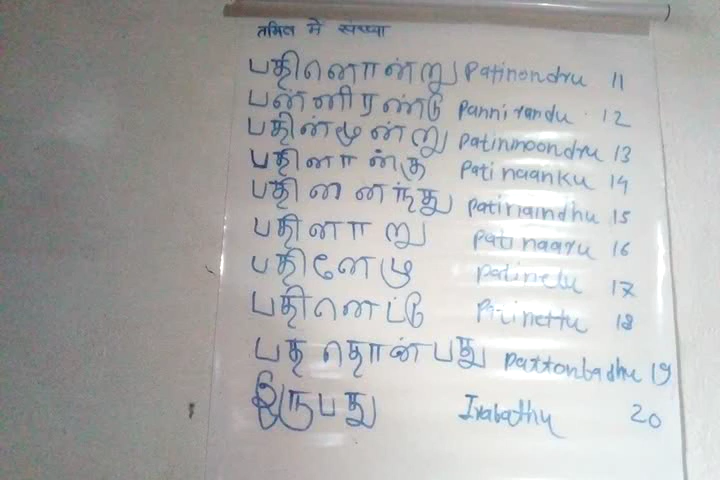 तमिल में संख्या
பதினொன்று Patinondru 11
பன்னிரண்டு Pannirandu 12
பதின்மூன்று Patinmoondru 13
பதினான்கு Patinaanku 14
பதினைந்து Patinaindhu 15
பதினாறு Patinaaru 16
பதினேழு Patinelu 17
பதினெட்டு Patinettu 18
பத்தொன்பது Pattonbadhu 19
இருபது Irabathu 20